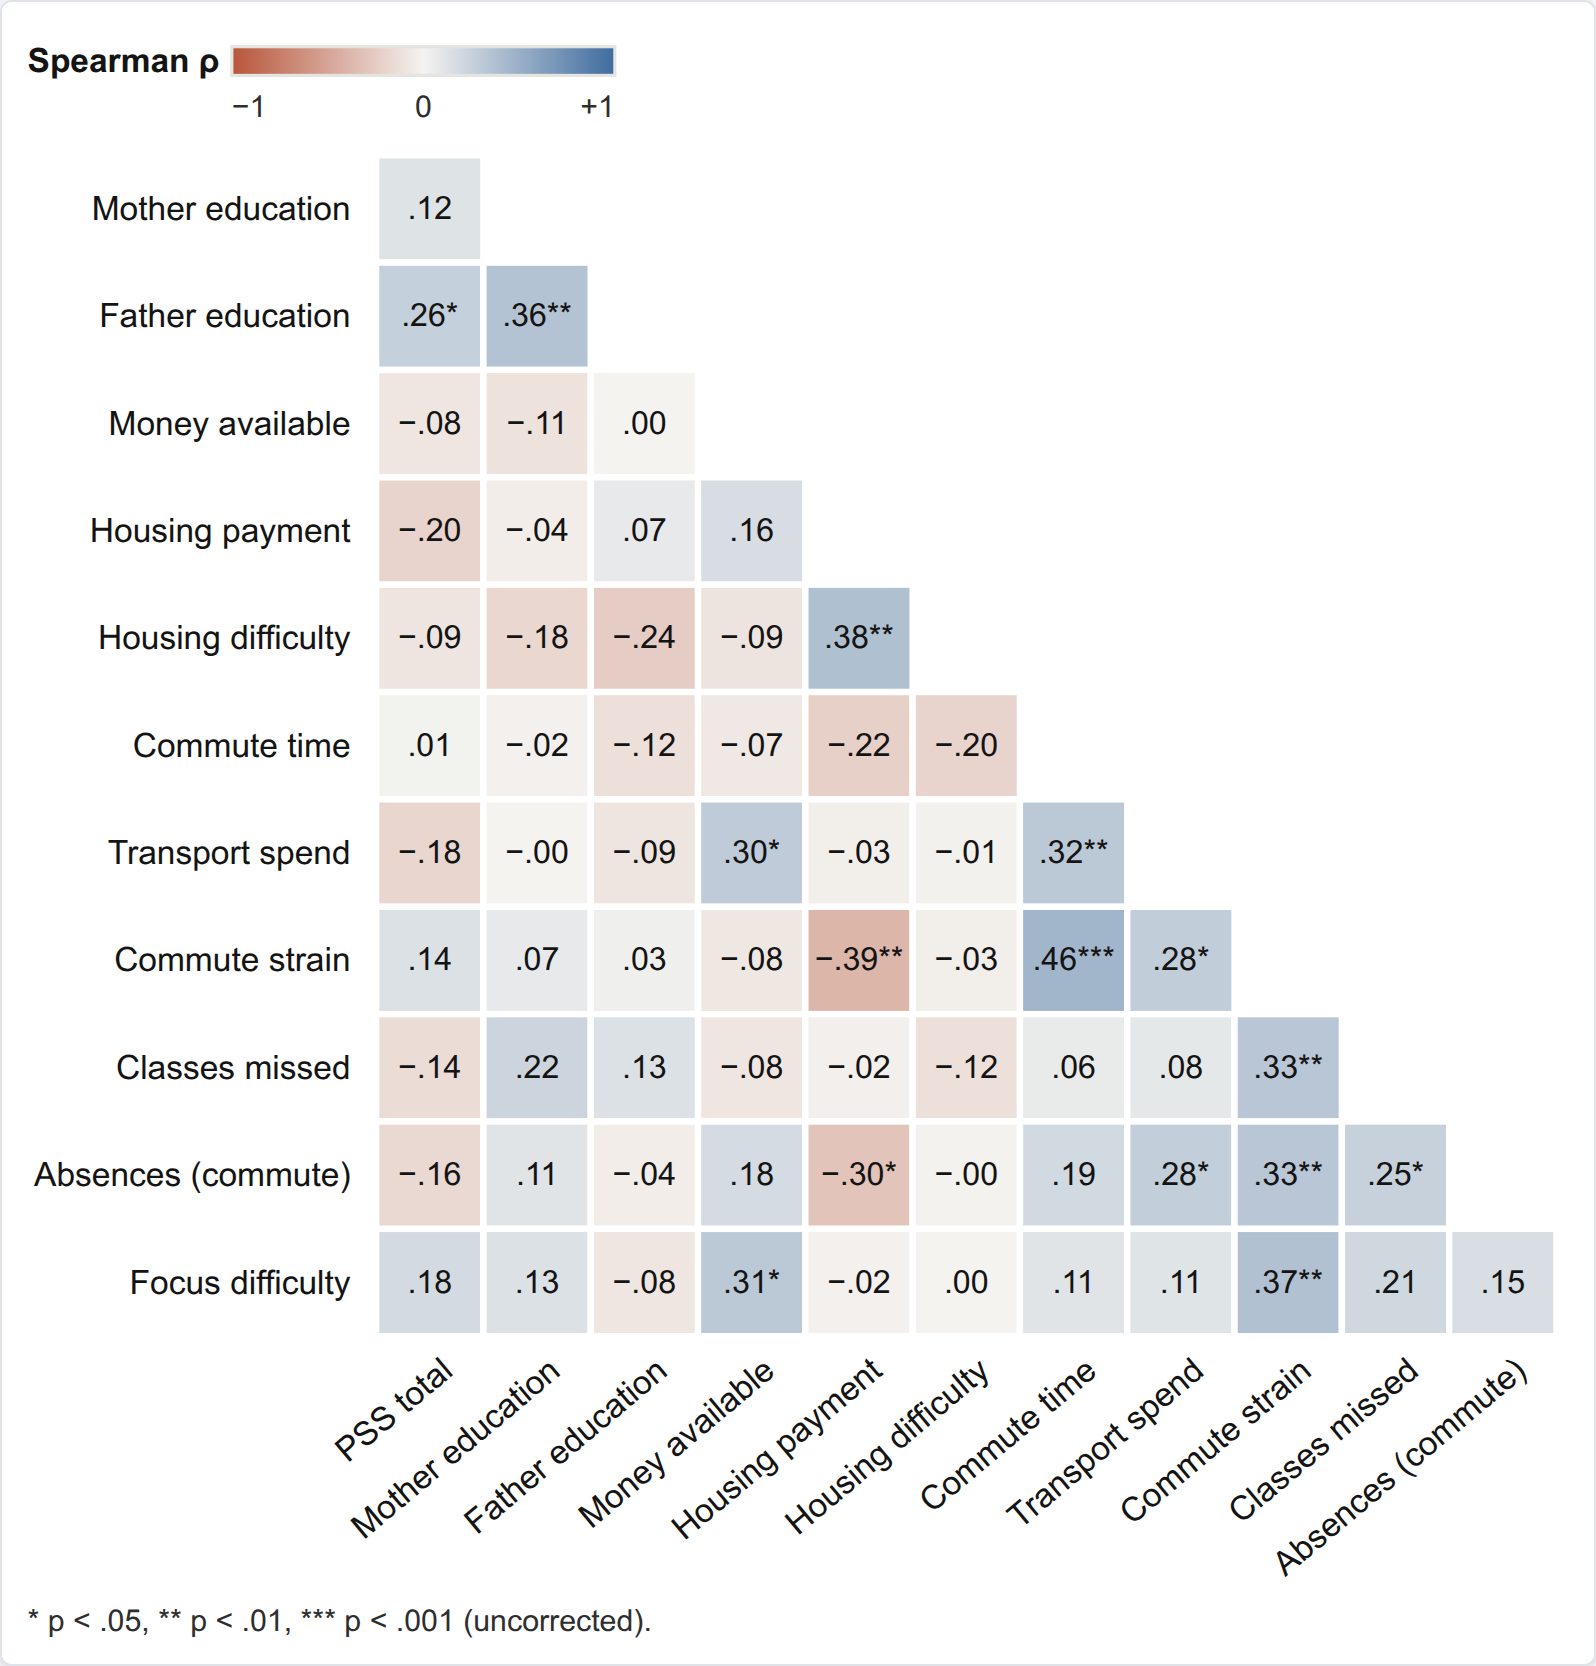 Spearman ρ
−1 0 +1
Mother education .12
Father education .26* .36**
Money available −.08 −.11 .00
Housing payment −.20 −.04 .07 .16
Housing difficulty −.09 −.18 −.24 −.09 .38**
Commute time .01 −.02 −.12 −.07 −.22 −.20
Transport spend −.18 −.00 −.09 .30* −.03 −.01 .32**
Commute strain .14 .07 .03 −.08 −.39** −.03 .46*** .28*
Classes missed −.14 .22 .13 −.08 −.02 −.12 .06 .08 .33**
Absences (commute) −.16 .11 −.04 .18 −.30* −.00 .19 .28* .33** .25*
Focus difficulty .18 .13 −.08 .31* −.02 .00 .11 .11 .37** .21 .15
PSS total
Mother education
Father education
Money available
Housing payment
Housing difficulty
Commute time
Transport spend
Commute strain
Classes missed
Absences (commute)
* p < .05, ** p < .01, *** p < .001 (uncorrected).